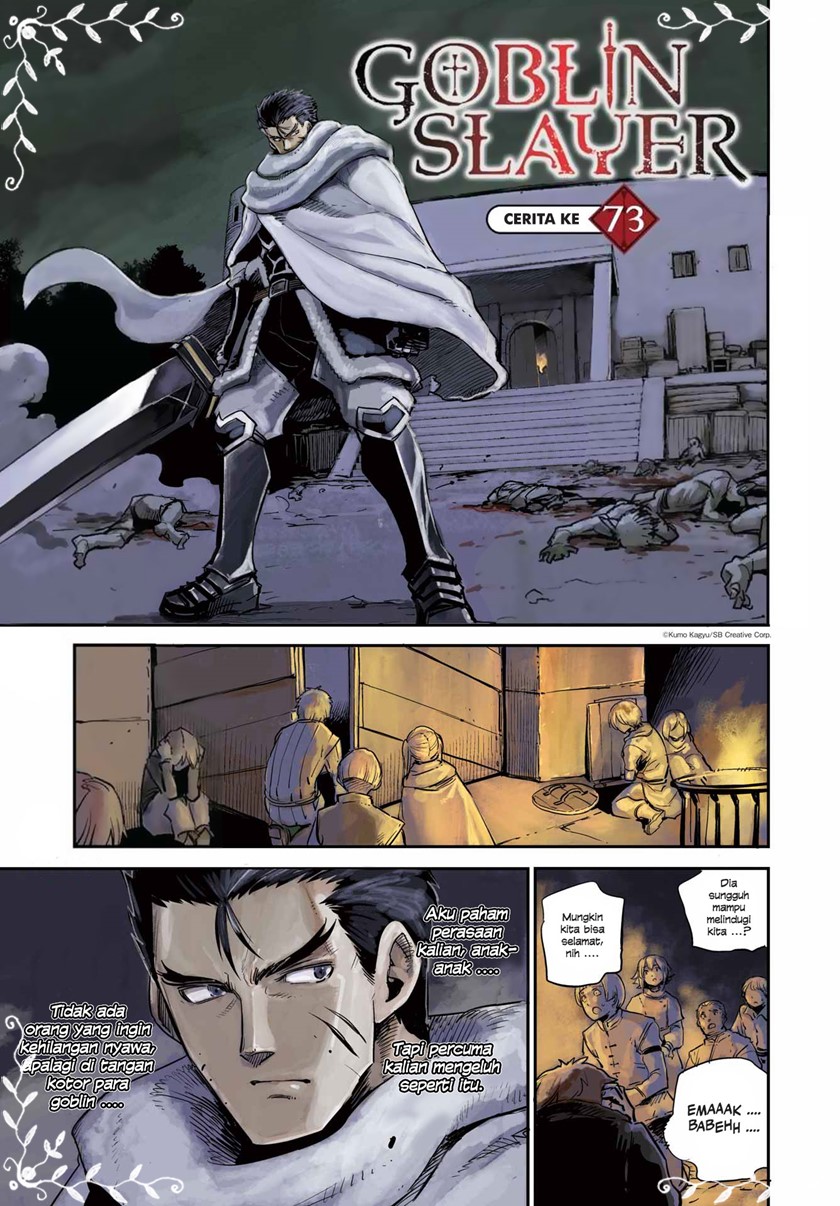 GOBLIN
SLAYER
CERITA KE 73
©Kumo Kagyu/SB Creative Corp.
Dia
sungguh
mampu
melindugi
kita ...?
Mungkin
kita bisa
selamat,
nih ....
EMAAAK ....
BABEHH ....
Aku paham
perasaan
kalian, anak-
anak ....
Tapi percuma
kalian mengeluh
seperti itu.
Tidak ada
orang yang ingin
kehilangan nyawa,
apalagi di tangan
kotor para
goblin ....